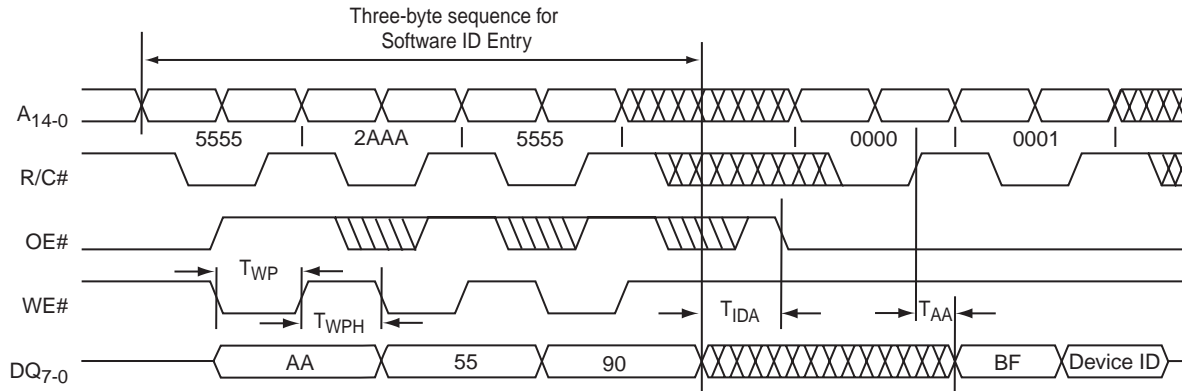 Three-byte sequence for
Software ID Entry
A14-0
5555 2AAA 5555 0000 0001
R/C#
OE#
TWP
WE#
TWPH TIDA TAA
DQ7-0 AA 55 90 BF Device ID